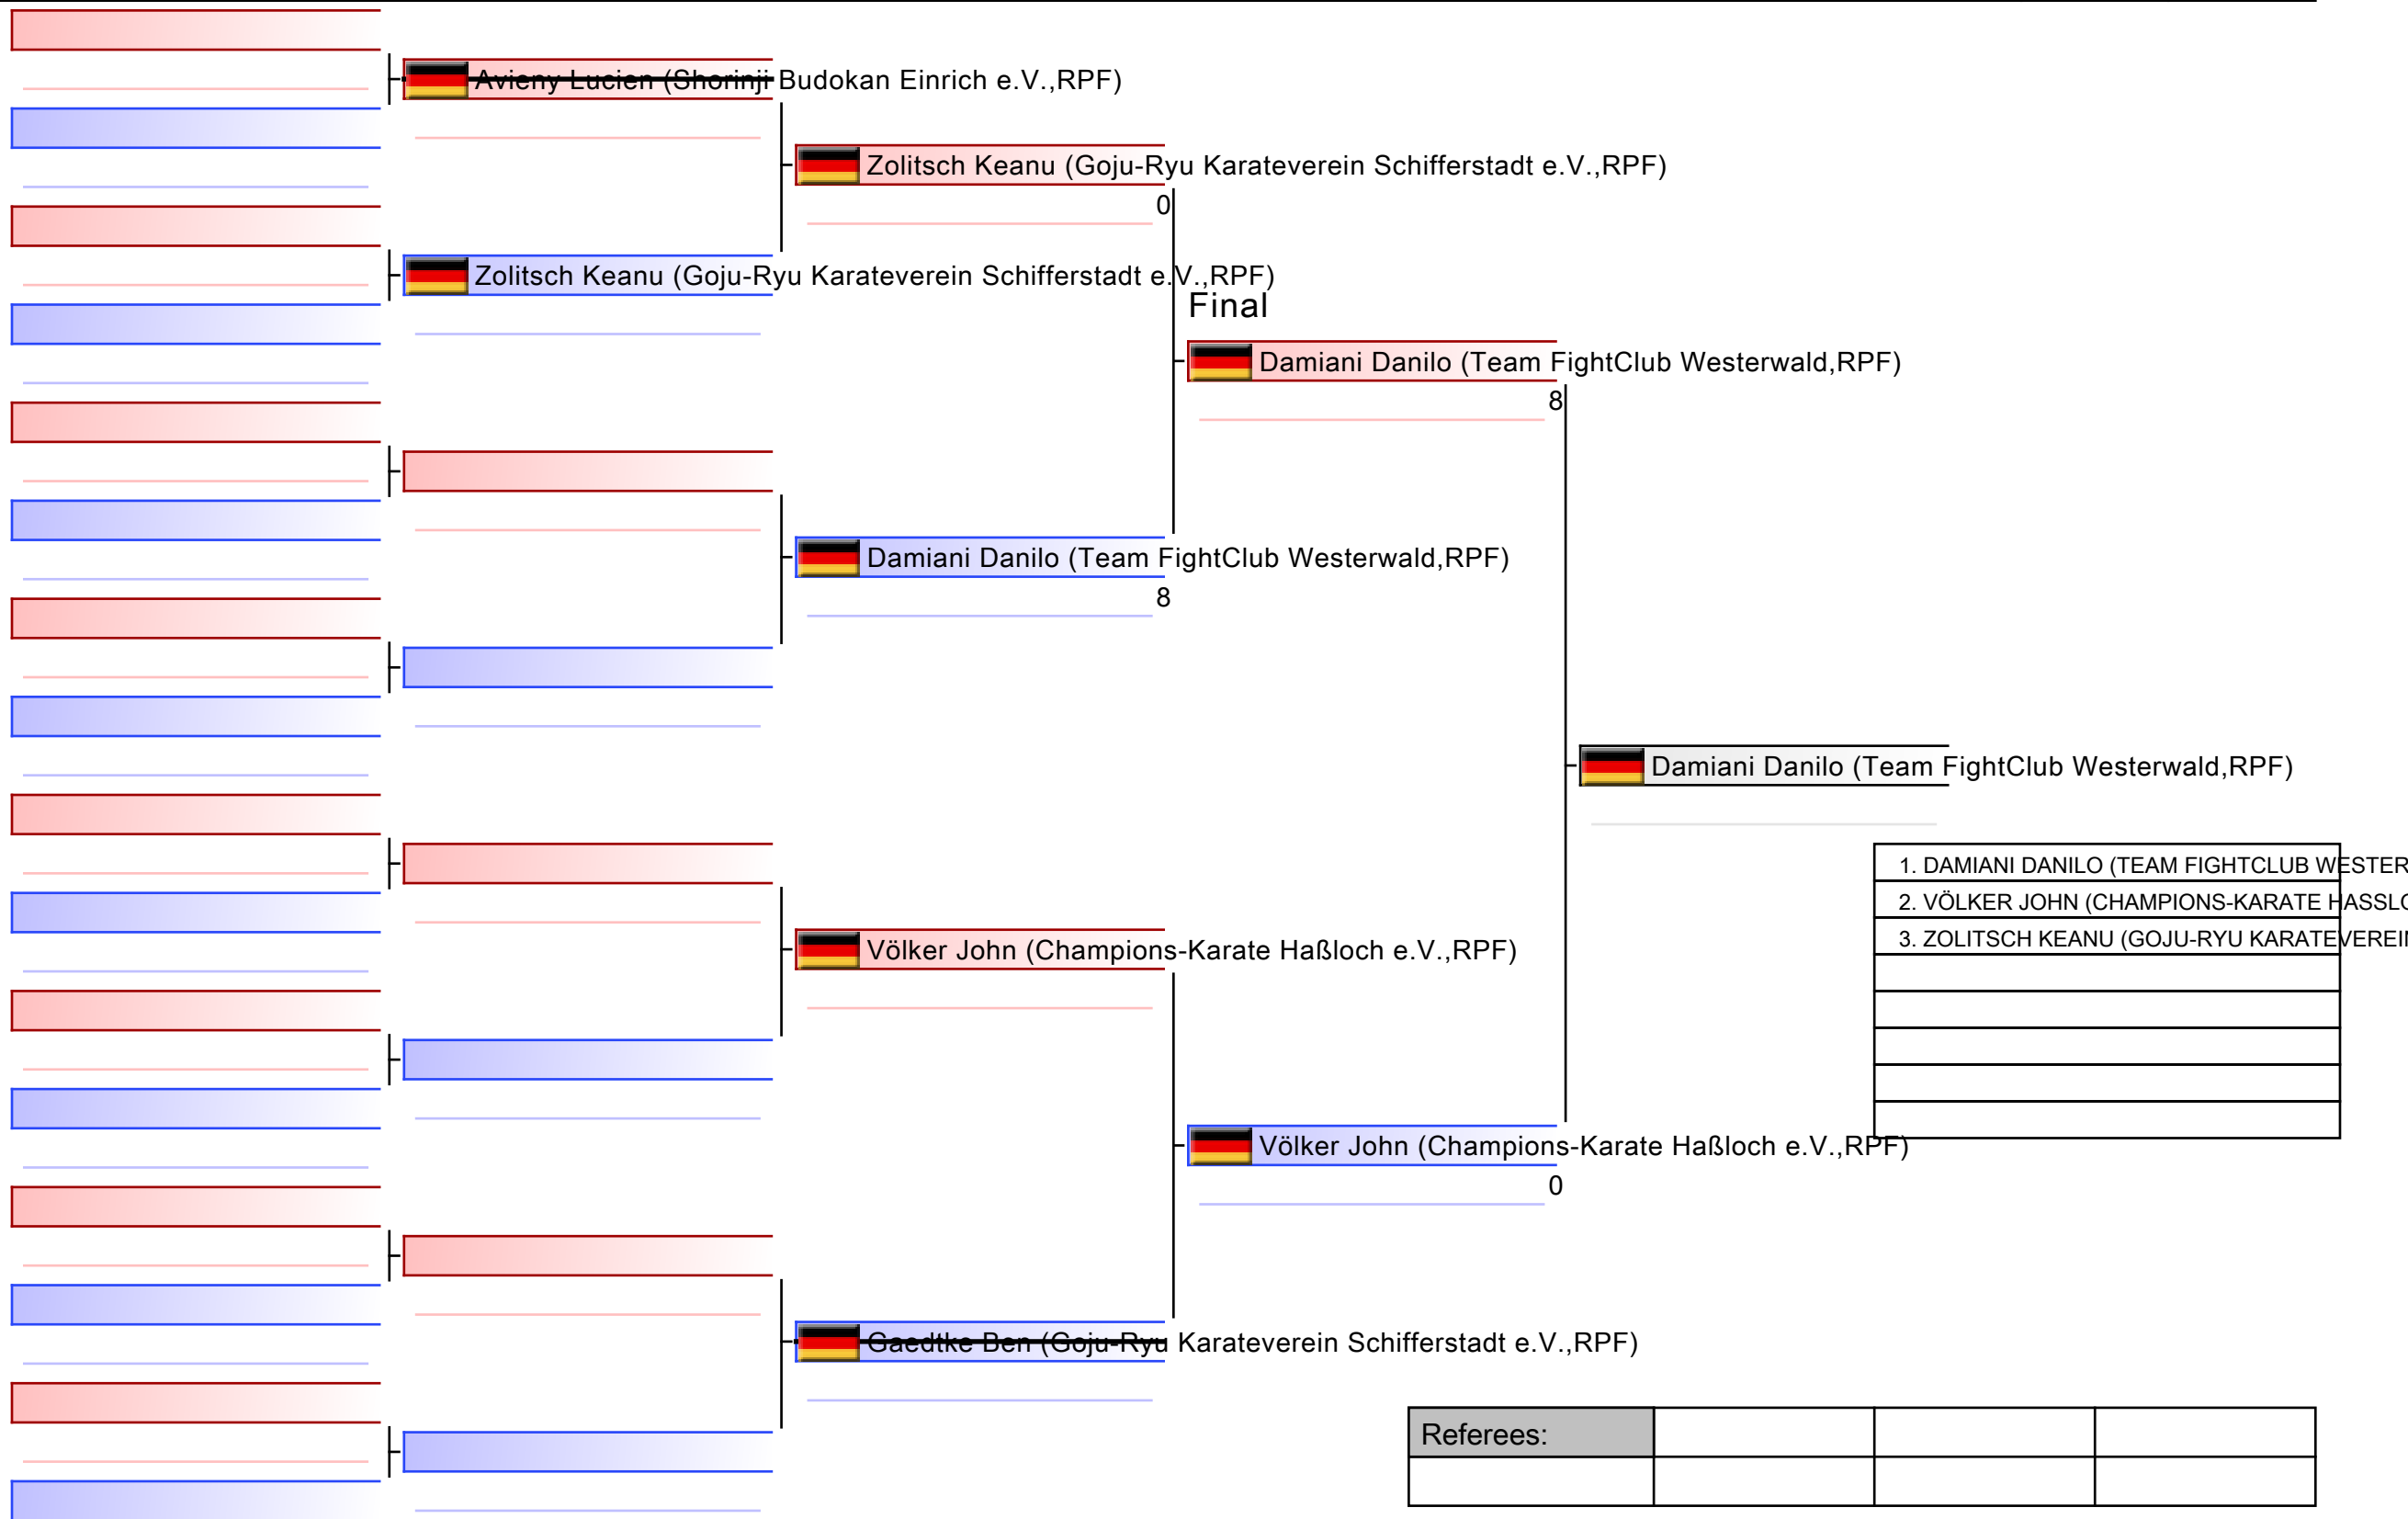 Avieny Lucien (Shorinji Budokan Einrich e.V.,RPF)
Zolitsch Keanu (Goju-Ryu Karateverein Schifferstadt e.V.,RPF)
0
Zolitsch Keanu (Goju-Ryu Karateverein Schifferstadt e.V.,RPF)
Final
Damiani Danilo (Team FightClub Westerwald,RPF)
8
Damiani Danilo (Team FightClub Westerwald,RPF)
8
Damiani Danilo (Team FightClub Westerwald,RPF)
1. DAMIANI DANILO (TEAM FIGHTCLUB WESTER
2. VÖLKER JOHN (CHAMPIONS-KARATE HASSLO
3. ZOLITSCH KEANU (GOJU-RYU KARATEVEREIN
Völker John (Champions-Karate Haßloch e.V.,RPF)
Völker John (Champions-Karate Haßloch e.V.,RPF)
0
Gaedtke Ben (Goju-Ryu Karateverein Schifferstadt e.V.,RPF)
Referees: